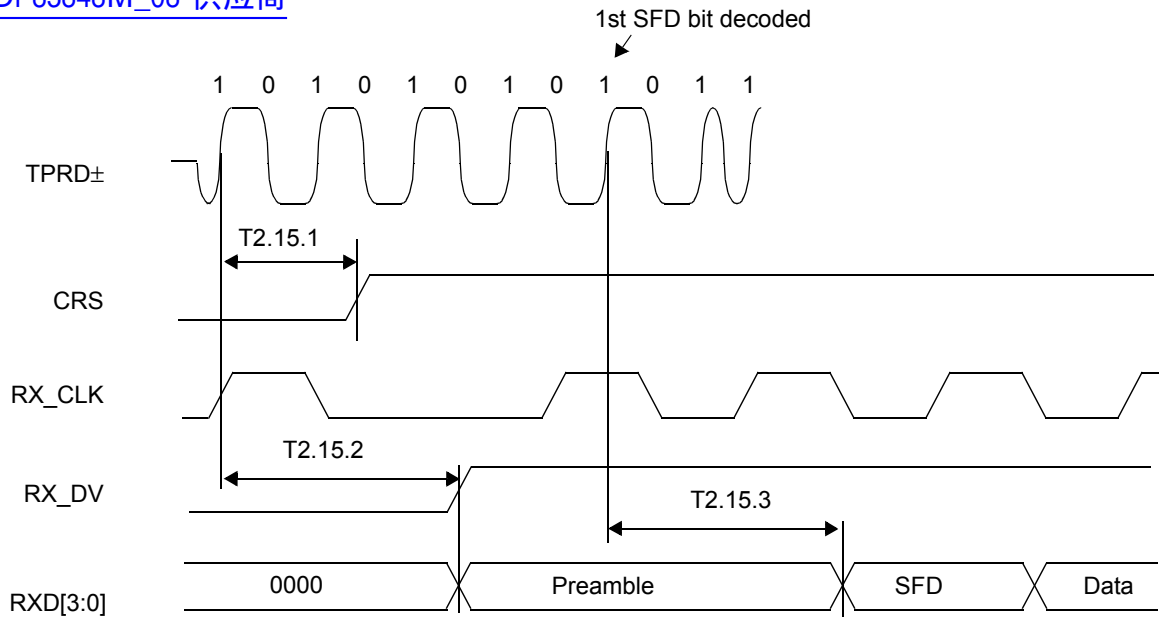 1st SFD bit decoded
1 0 1 0 1 0 1 0 1 0 1 1
TPRD±
T2.15.1
CRS
RX_CLK
T2.15.2
RX_DV
T2.15.3
RXD[3:0]
0000
Preamble
SFD
Data